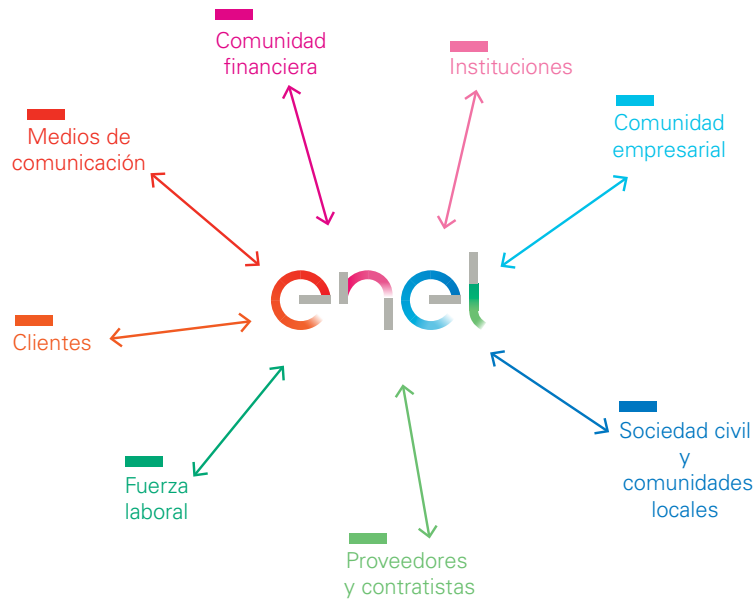 Comunidad
financiera
Instituciones
Medios de
comunicación
Comunidad
empresarial
enel
Clientes
Sociedad civil
y
comunidades
locales
Fuerza
laboral
Proveedores
y contratistas